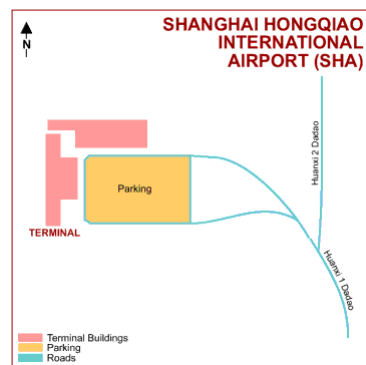 SHANGHAI HONGQIAO
INTERNATIONAL
AIRPORT (SHA)
N
Huanxi 2 Dadao
Parking
TERMINAL
Huanxi 1 Dadao
Terminal Buildings
Parking
Roads